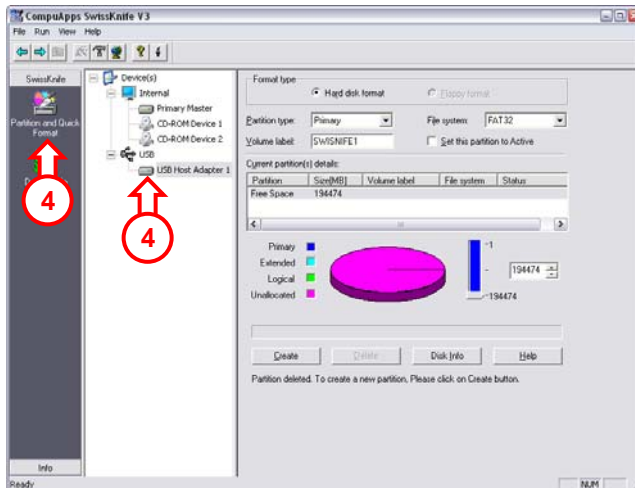 CompuApps SwissKnife V3
File Run View Help
SwissKnife
Partition and Quick
Format
4
Info
Device(s)
Internal
Primary Master
CD-ROM Device 1
CD-ROM Device 2
USB
USB Host Adapter 1
4
Format type
Hard disk format
Floppy format
Partition type: Primary
File system: FAT32
Volume label: SWISNIFE1
Set this partition to Active
Current partition(s) details:
Partition Size[MB] Volume label File system Status
Free Space 194474
Primary
Extended
Logical
Unallocated
-1
-
-194474
194474
Create Delete Disk Info Help
Partition deleted. To create a new partition, Please click on Create button.
Ready
NUM